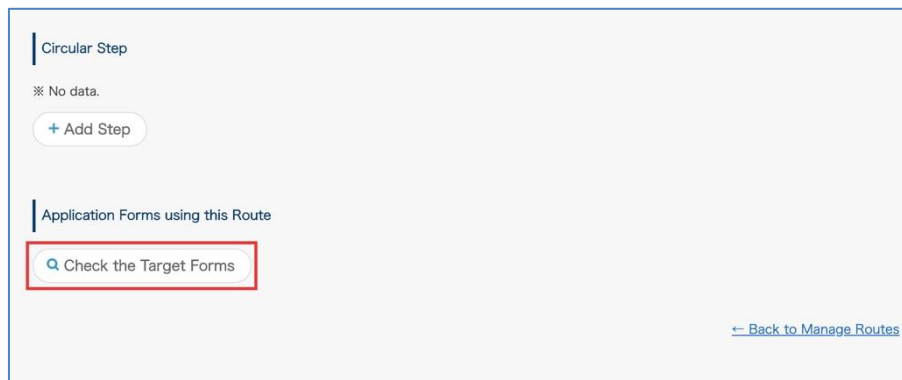 Circular Step
※ No data.
+ Add Step
Application Forms using this Route
Check the Target Forms
← Back to Manage Routes